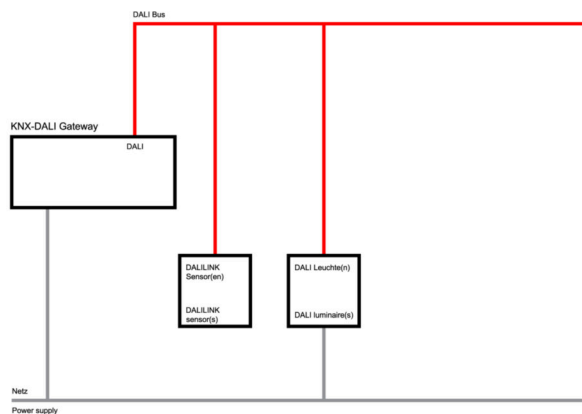 DALI Bus
KNX-DALI Gateway
DALI
DALILINK
Sensor(en)
DALILINK
sensor(s)
DALI Leuchte(n)
DALI luminaire(s)
Netz
Power supply